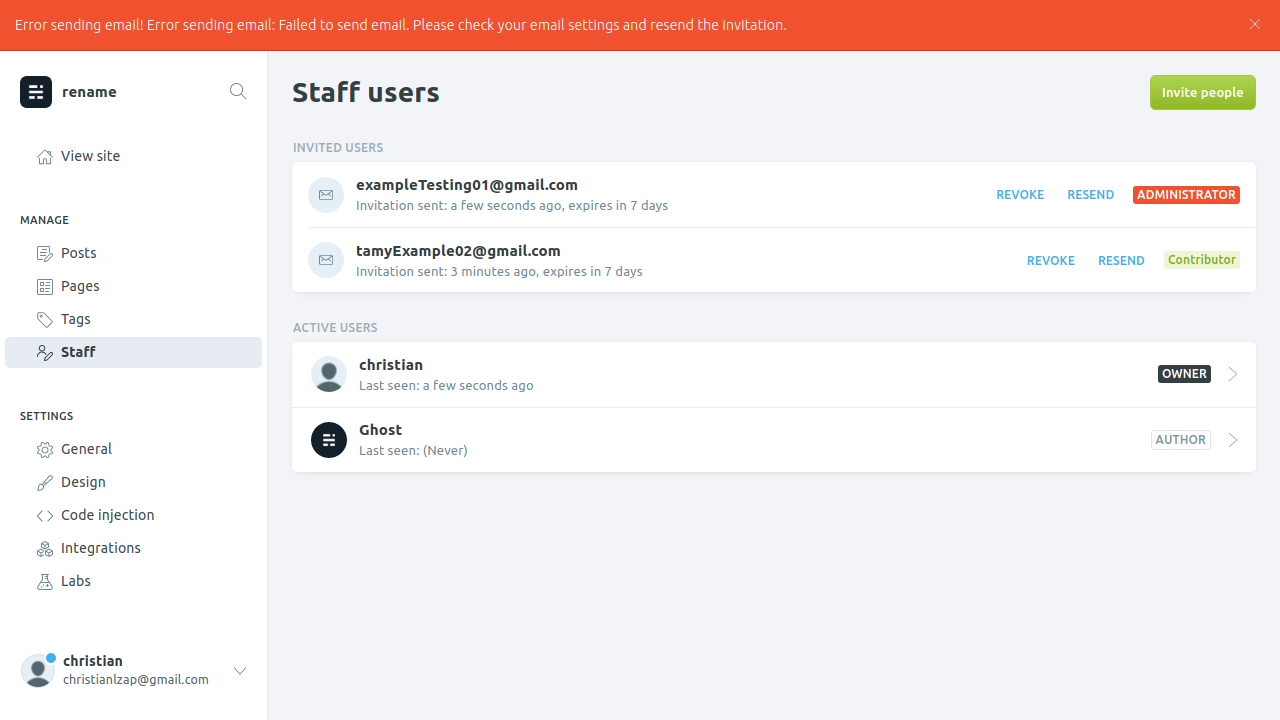 Error sending email! Error sending email: Failed to send email. Please check your email settings and resend the invitation.
rename
View site
MANAGE
Posts
Pages
Tags
Staff
SETTINGS
General
Design
Code injection
Integrations
Labs
christian
christianlzap@gmail.com
Staff users
Invite people
INVITED USERS
exampleTesting01@gmail.com
Invitation sent: a few seconds ago, expires in 7 days
REVOKE RESEND ADMINISTRATOR
tamyExample02@gmail.com
Invitation sent: 3 minutes ago, expires in 7 days
REVOKE RESEND Contributor
ACTIVE USERS
christian
Last seen: a few seconds ago
OWNER
Ghost
Last seen: (Never)
AUTHOR